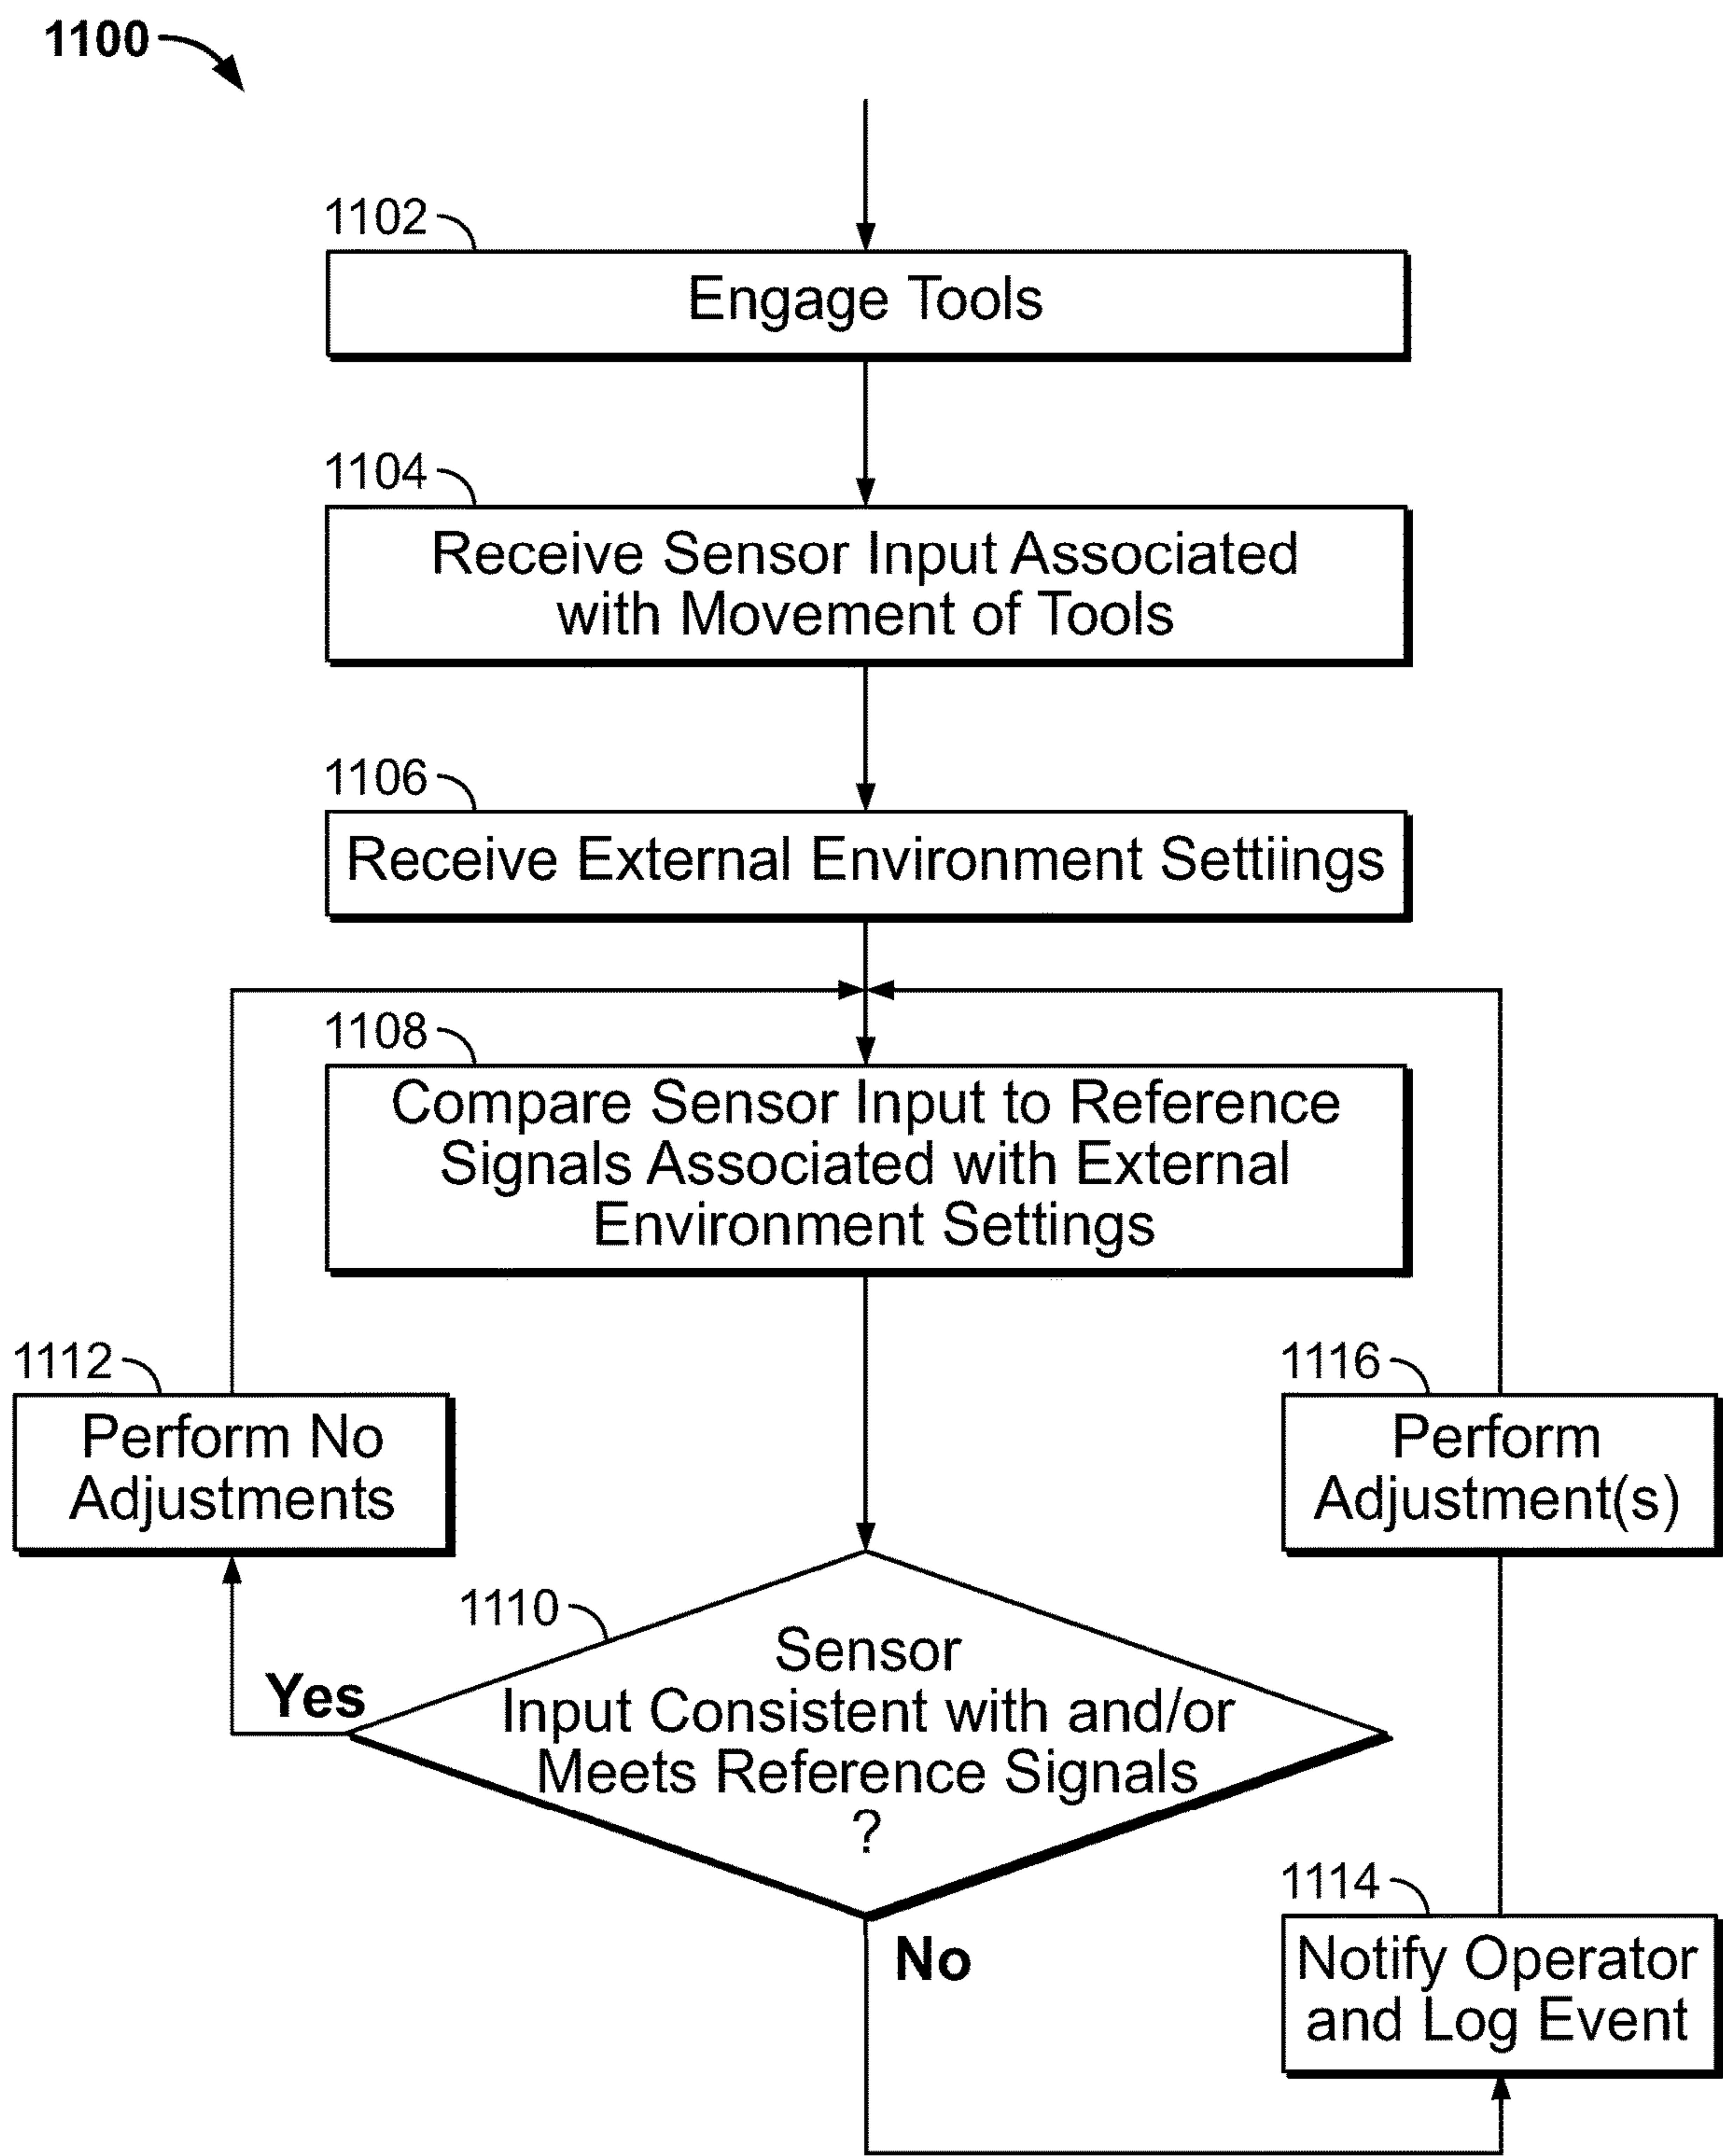 1100
1102
Engage Tools
1104
Receive Sensor Input Associated
with Movement of Tools
1106
Receive External Environment Settiings
1108
Compare Sensor Input to Reference
Signals Associated with External
Environment Settings
1112
Perform No
Adjustments
1116
Perform
Adjustment(s)
1110
Sensor
Input Consistent with and/or
Meets Reference Signals
?
Yes
No
1114
Notify Operator
and Log Event